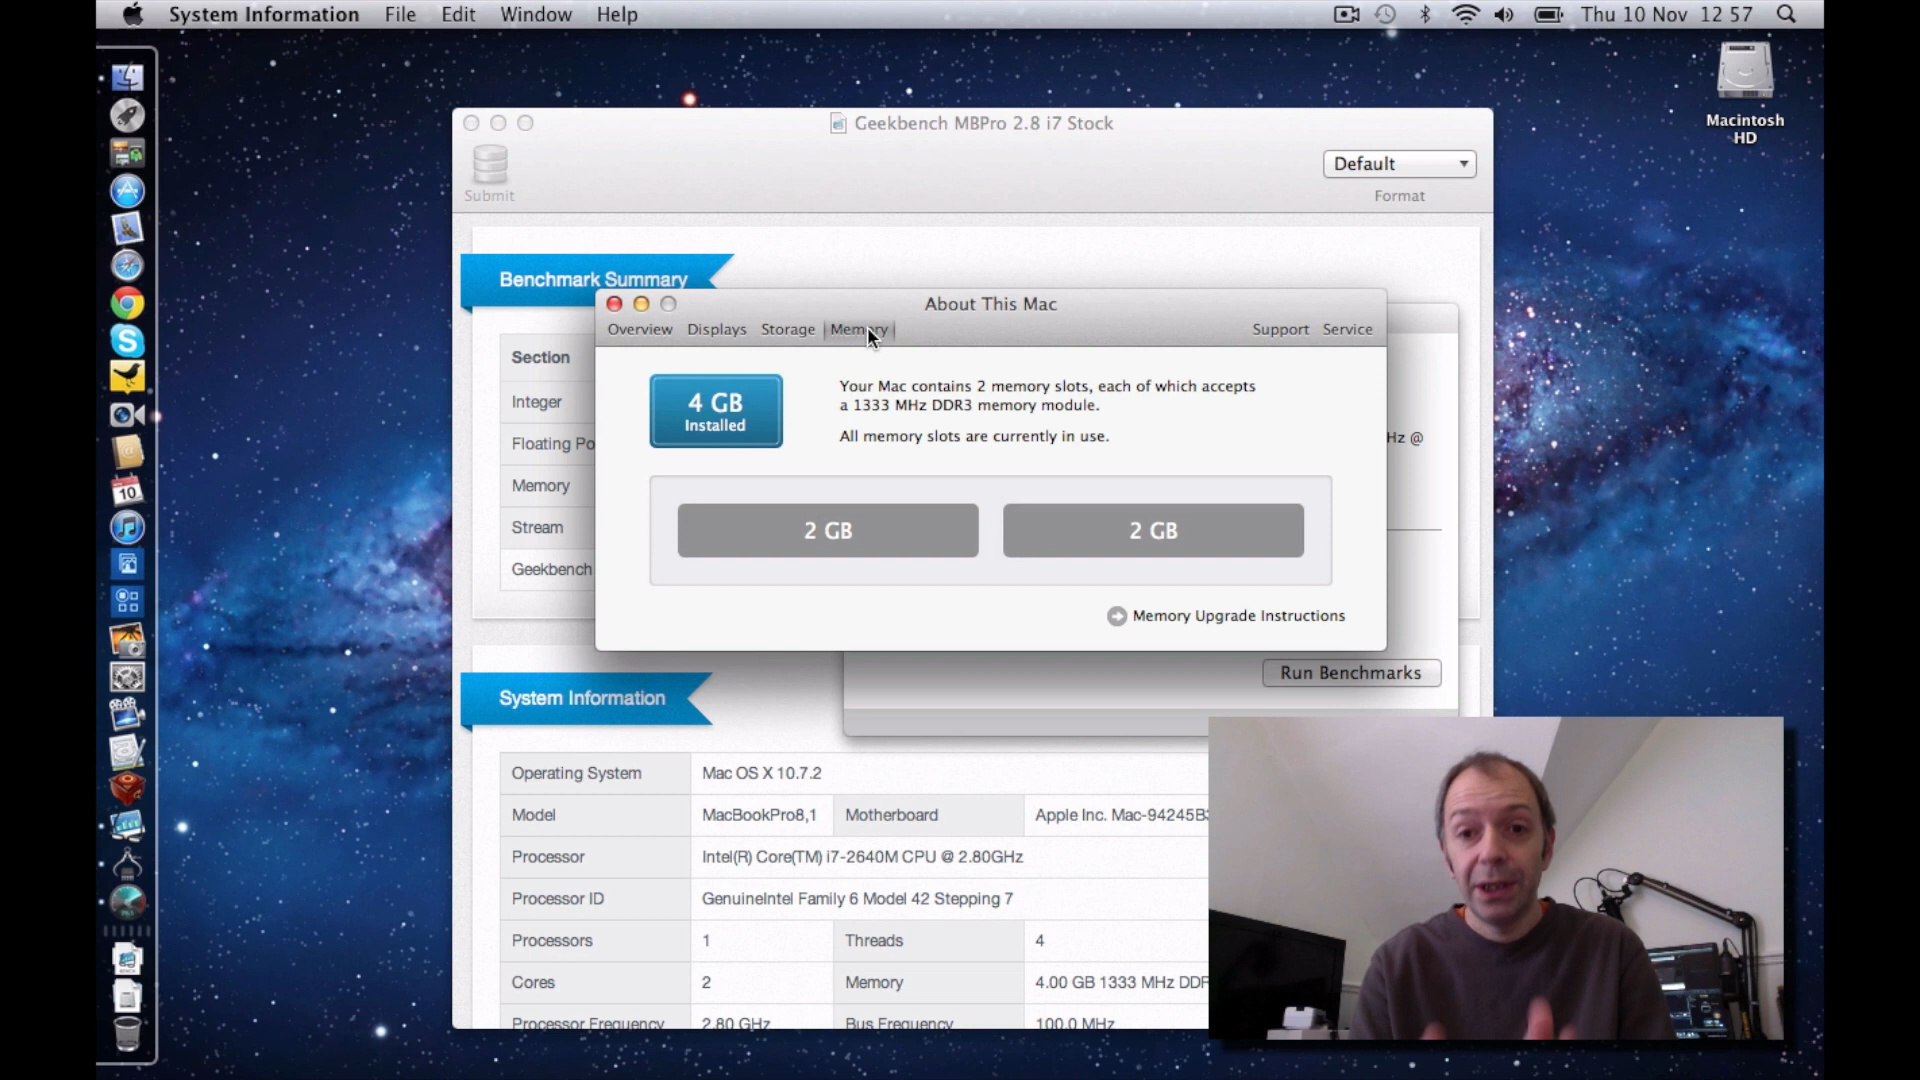 System Information File Edit Window Help
Thu 10 Nov 12 57
Macintosh
HD
Geekbench MBPro 2.8 i7 Stock
Submit
Default
Format
Benchmark Summary
About This Mac
Overview Displays Storage Memory Support Service
Section
Integer
Floating Po
Memory
Stream
Geekbench
4 GB
Installed
Your Mac contains 2 memory slots, each of which accepts
a 1333 MHz DDR3 memory module.
All memory slots are currently in use.
Hz @
2 GB 2 GB
Memory Upgrade Instructions
Run Benchmarks
System Information
Operating System Mac OS X 10.7.2
Model MacBookPro8,1 Motherboard Apple Inc. Mac-94245B
Processor Intel(R) Core(TM) i7-2640M CPU @ 2.80GHz
Processor ID GenuineIntel Family 6 Model 42 Stepping 7
Processors 1 Threads 4
Cores 2 Memory 4.00 GB 1333 MHz DDR
Processor Frequency 2.80 GHz Bus Frequency 100.0 MHz
10